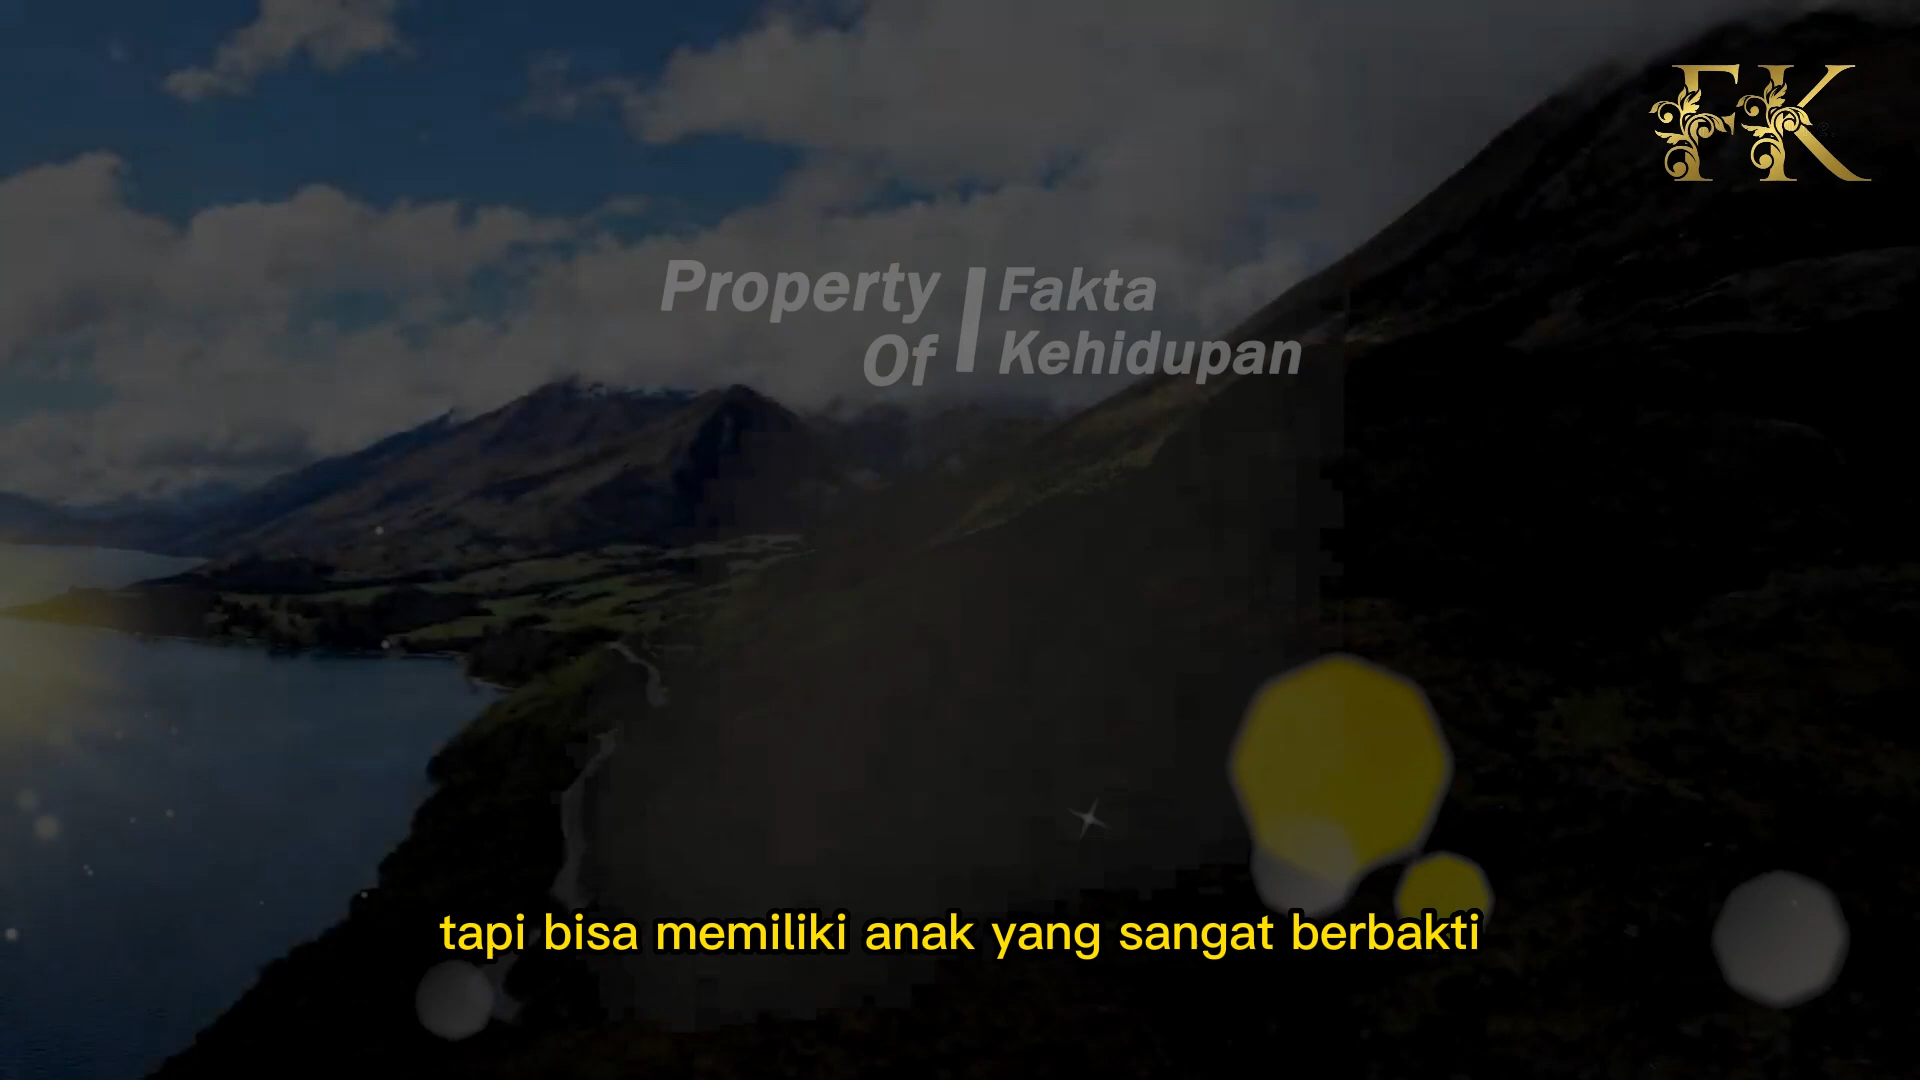 FK
Property
Of
Fakta
Kehidupan
tapi bisa memiliki anak yang sangat berbakti